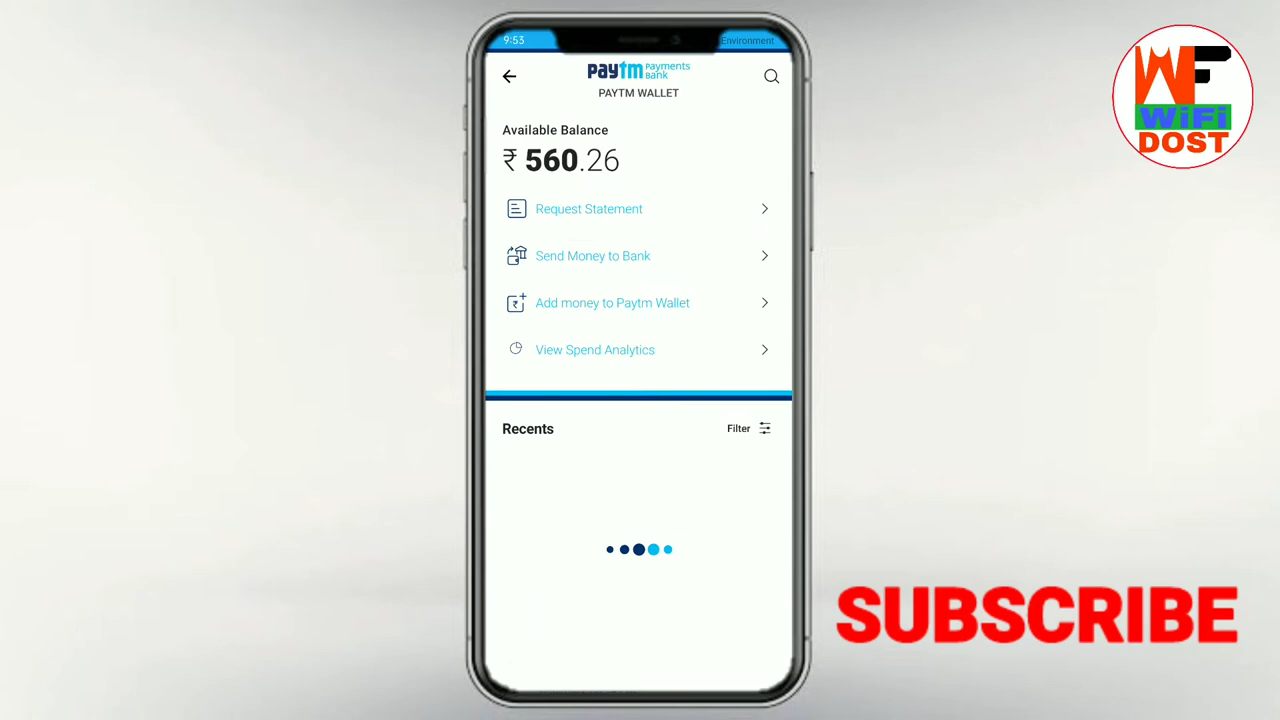 9:53
Environment
paytm Payments Bank
PAYTM WALLET
Available Balance
₹ 560.26
Request Statement
Send Money to Bank
Add money to Paytm Wallet
View Spend Analytics
Recents
Filter
WF
WiFi
DOST
SUBSCRIBE